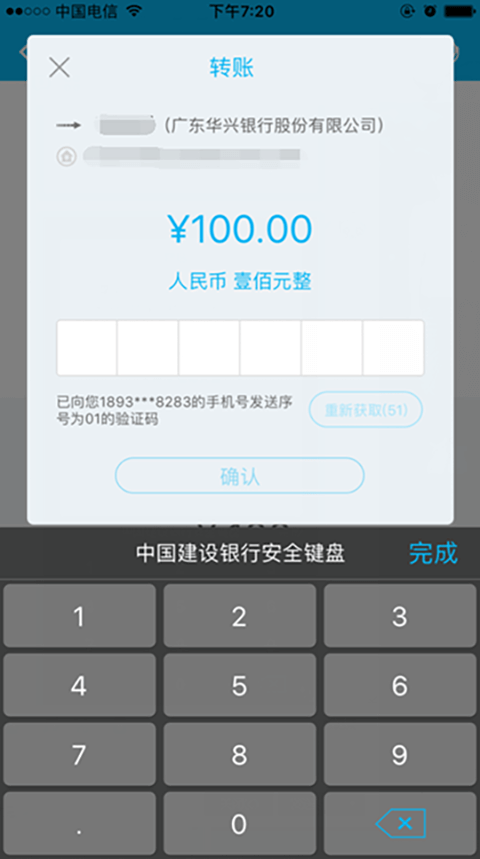 中国电信 下午7:20
转账
(广东华兴银行股份有限公司)
¥100.00
人民币 壹佰元整
已向您1893***8283的手机号发送序
号为01的验证码
重新获取(51)
确认
中国建设银行安全键盘 完成
1 2 3
4 5 6
7 8 9
. 0